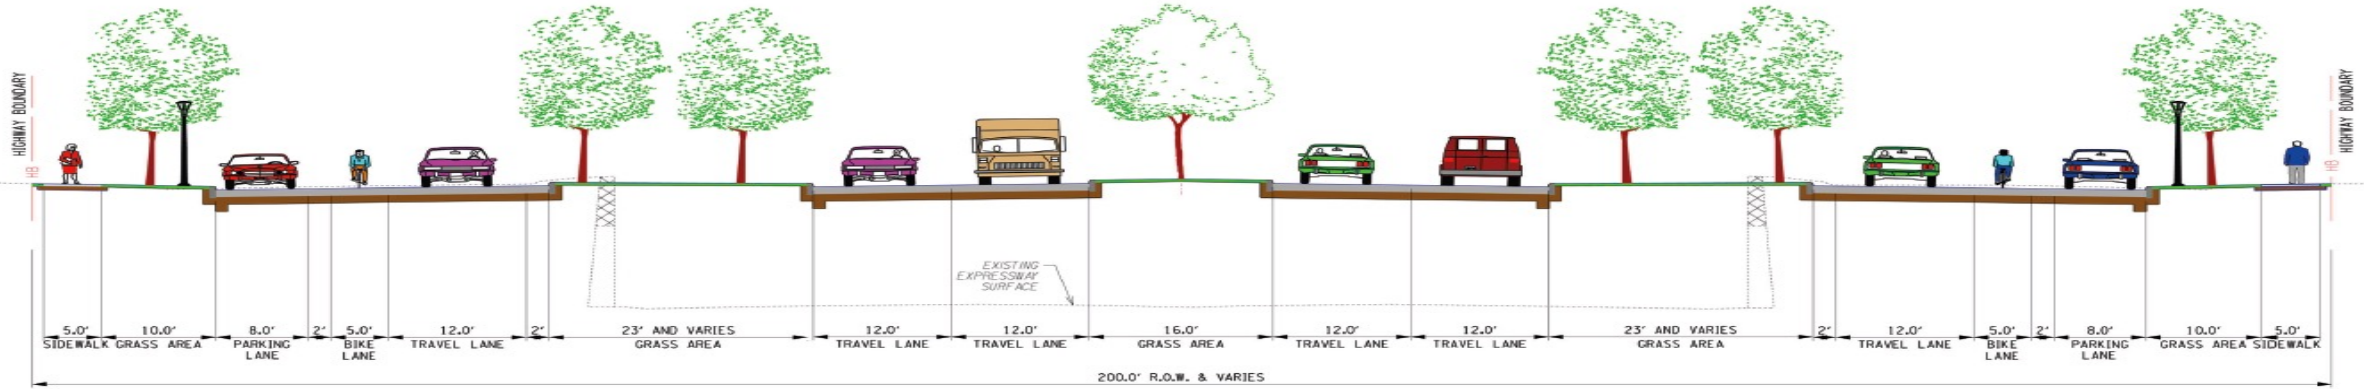 HIGHWAY BOUNDARY
HB
HIGHWAY BOUNDARY
HB
EXISTING
EXPRESSWAY
SURFACE
5.0' 10.0' 8.0' 2' 5.0' 12.0' 2' 23' AND VARIES 12.0' 12.0' 16.0' 12.0' 12.0' 23' AND VARIES 2' 12.0' 5.0' 2' 8.0' 10.0' 5.0'
SIDEWALK GRASS AREA PARKING BIKE TRAVEL LANE GRASS AREA TRAVEL LANE TRAVEL LANE GRASS AREA TRAVEL LANE TRAVEL LANE GRASS AREA TRAVEL LANE BIKE PARKING GRASS AREA SIDEWALK
LANE LANE LANE LANE
200.0' R.O.W. & VARIES